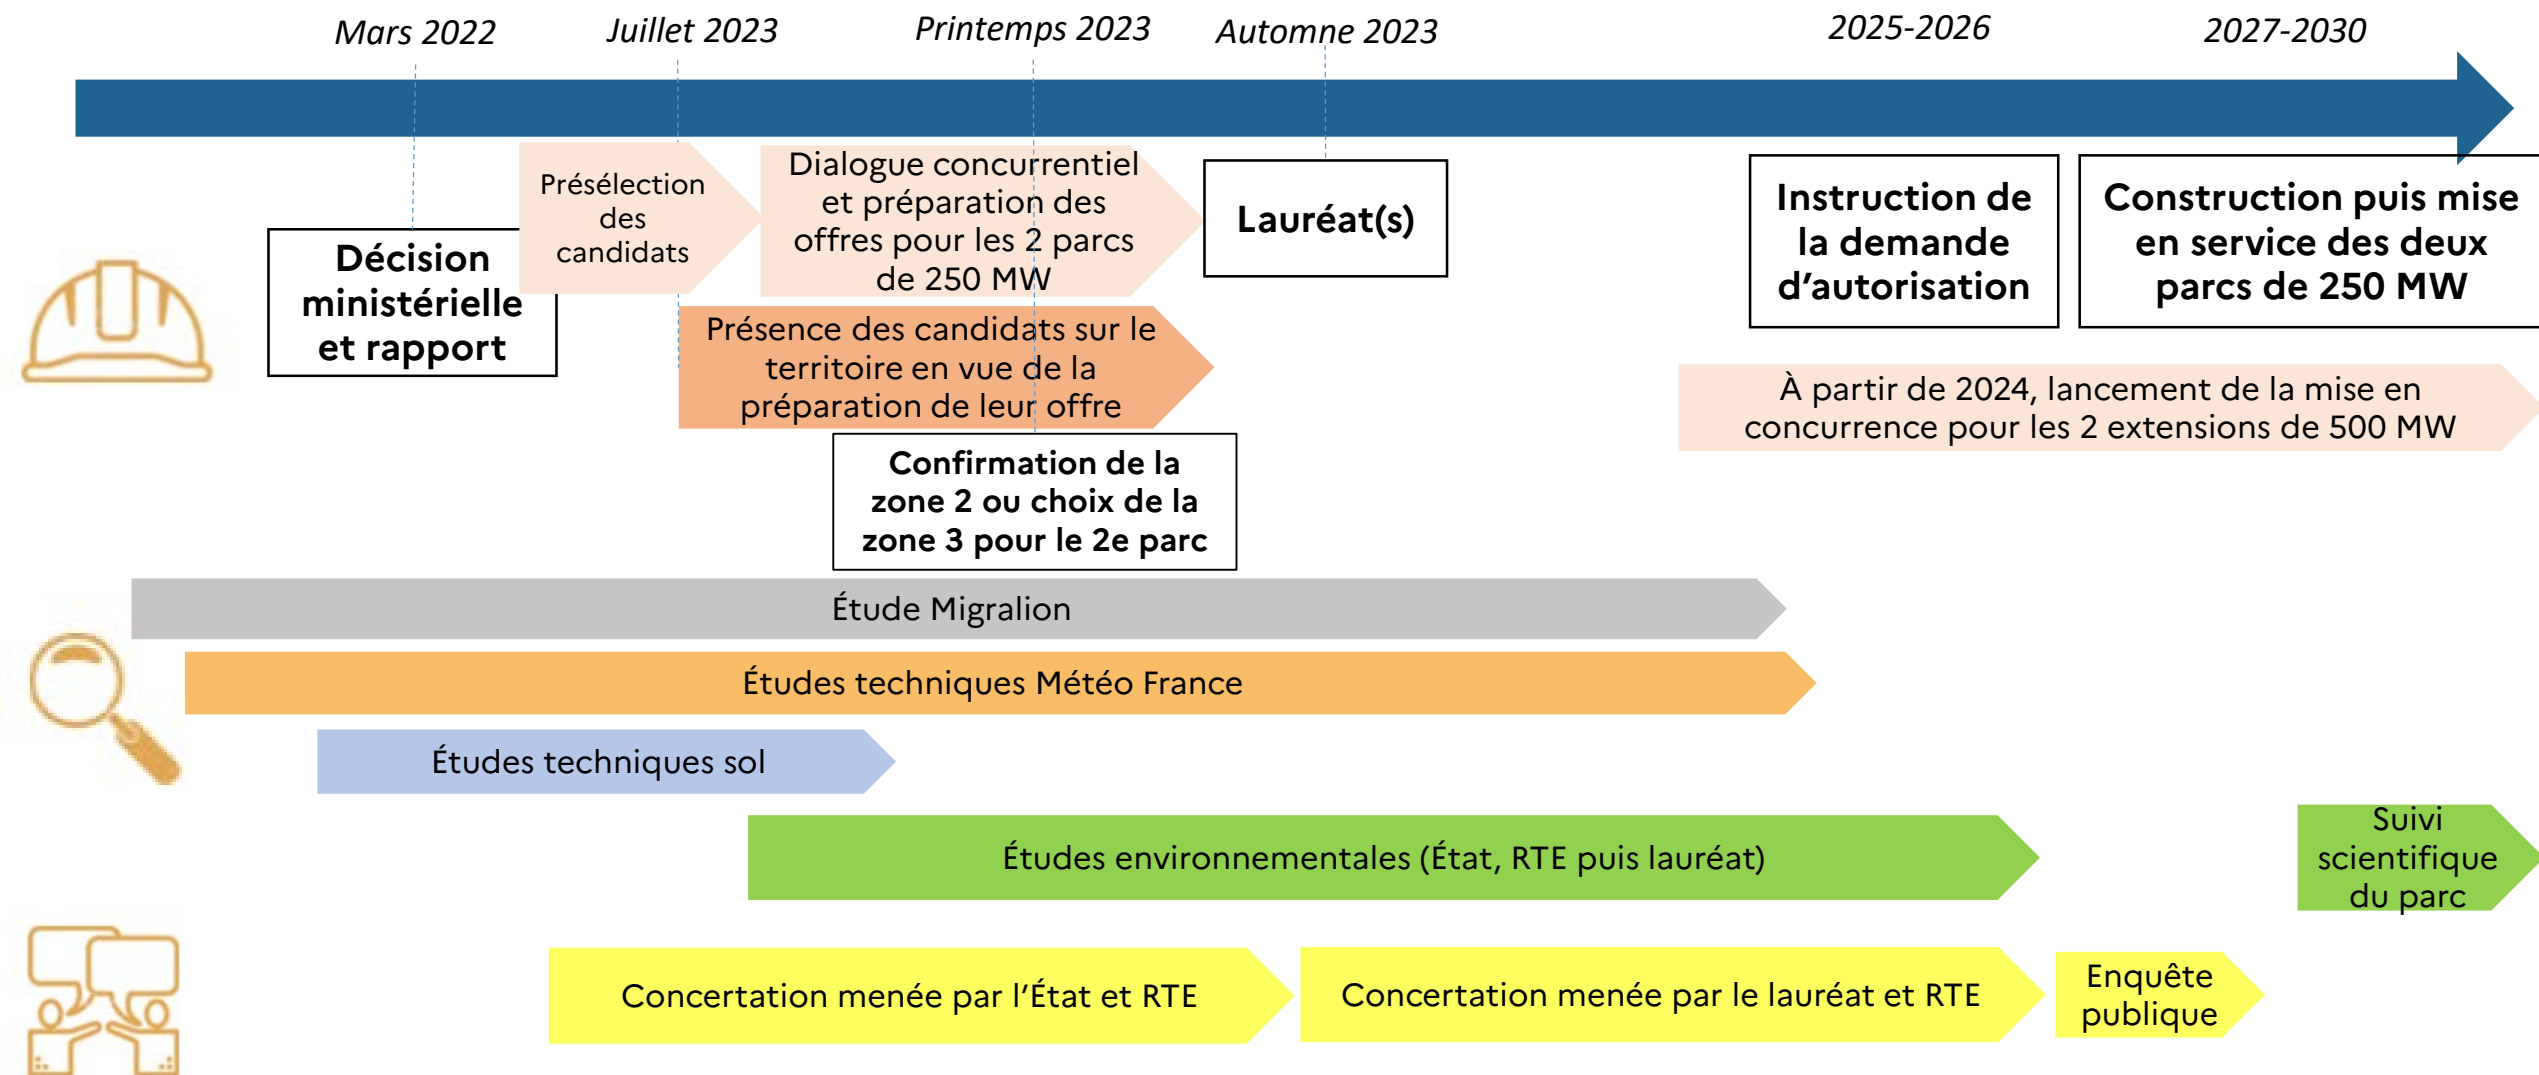 Mars 2022
Juillet 2023
Printemps 2023
Automne 2023
2025-2026
2027-2030
Décision
ministérielle
et rapport
Présélection
des
candidats
Dialogue concurrentiel
et préparation des
offres pour les 2 parcs
de 250 MW
Présence des candidats sur le
territoire en vue de la
préparation de leur offre
Confirmation de la
zone 2 ou choix de la
zone 3 pour le 2e parc
Lauréat(s)
Instruction de
la demande
d'autorisation
Construction puis mise
en service des deux
parcs de 250 MW
À partir de 2024, lancement de la mise en
concurrence pour les 2 extensions de 500 MW
Étude Migralion
Études techniques Météo France
Études techniques sol
Études environnementales (État, RTE puis lauréat)
Suivi
scientifique
du parc
Concertation menée par l'État et RTE
Concertation menée par le lauréat et RTE
Enquête
publique